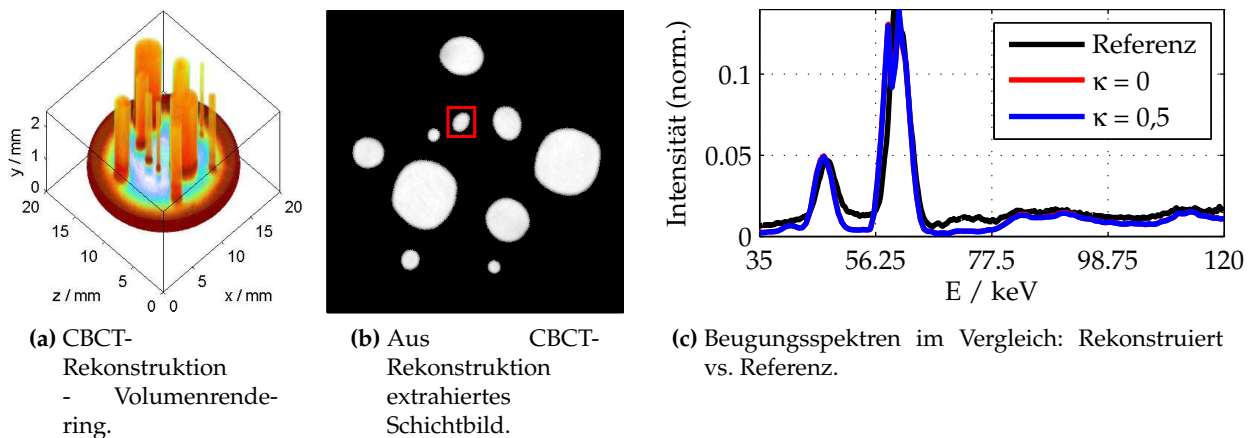 (a)
y / mm
2
1
0
20
15
10
5
0
z / mm
0
5
10
15
20
x / mm
(b)
(c)
Intensität (norm.)
0.1
0.05
0
Referenz
κ = 0
κ = 0,5
35 56.25 77.5 98.75 120
E / keV
(a) CBCT-
Rekonstruktion
- Volumenrende-
ring.
(b) Aus CBCT-
Rekonstruktion
extrahiertes
Schichtbild.
(c) Beugungsspektren im Vergleich: Rekonstruiert
vs. Referenz.